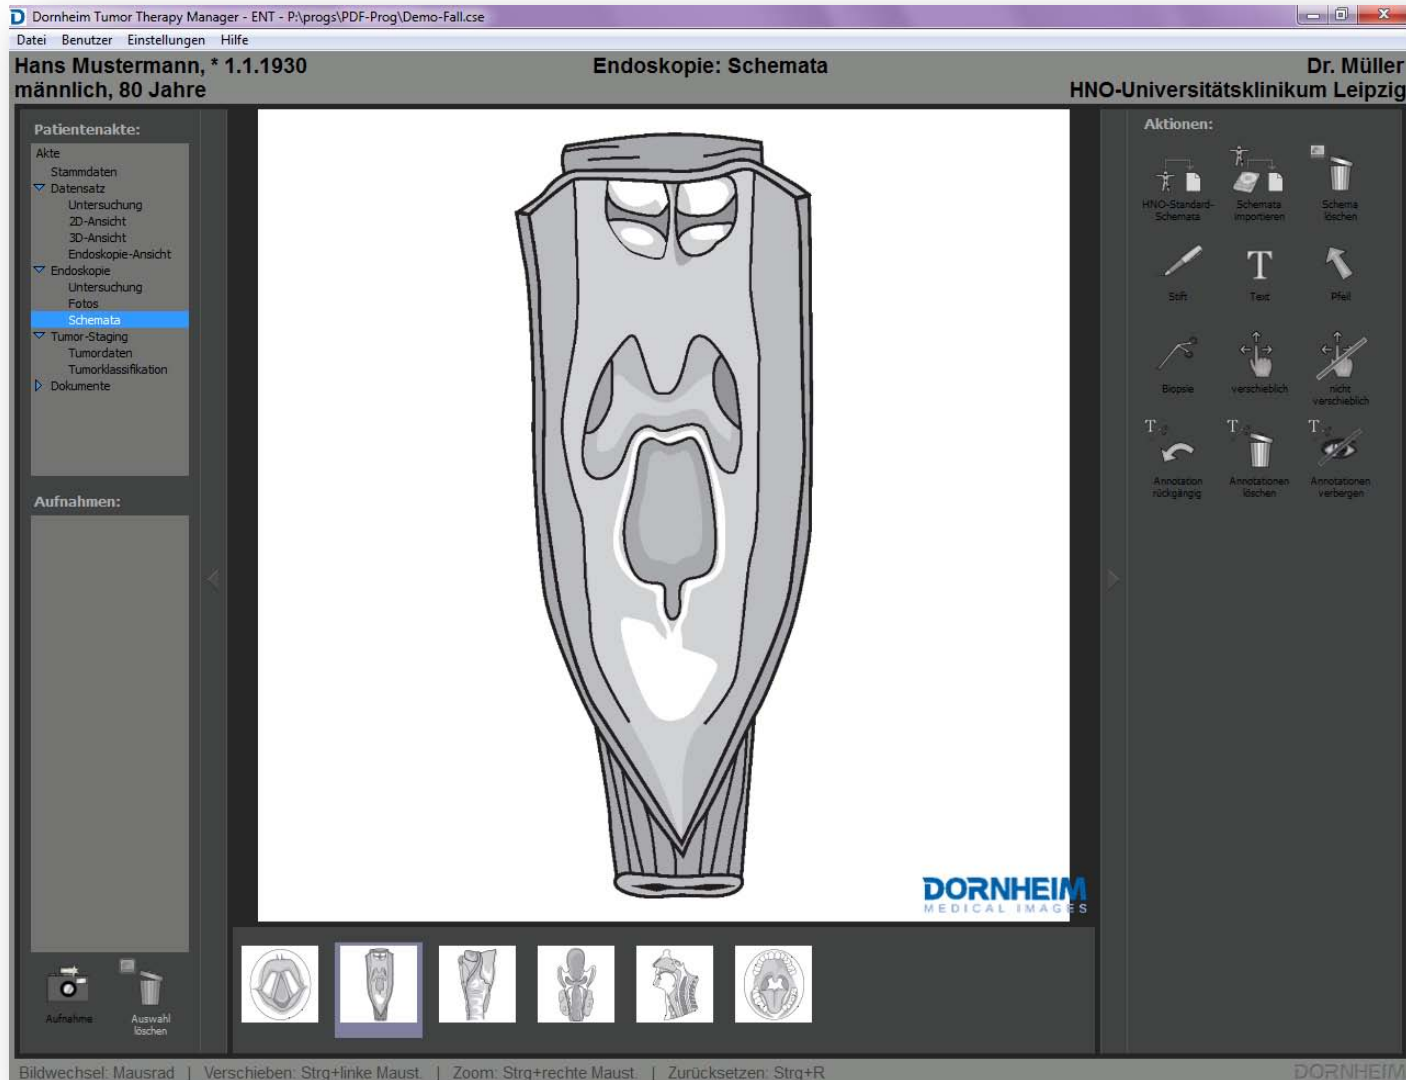 Dornheim Tumor Therapy Manager - ENT - P:\progs\PDF-Prog\Demo-Fall.cse
Datei Benutzer Einstellungen Hilfe
Hans Mustermann, * 1.1.1930
männlich, 80 Jahre
Endoskopie: Schemata
Dr. Müller
HNO-Universitätsklinikum Leipzig
Patientenakte:
Akte
Stammdaten
Datensatz
Untersuchung
2D-Ansicht
3D-Ansicht
Endoskopie-Ansicht
Endoskopie
Untersuchung
Fotos
Schemata
Tumor-Staging
Tumordaten
Tumorklassifikation
Dokumente
Aufnahmen:
Aufnahme
Auswahl
löschen
DORNHEIM
MEDICAL IMAGES
Aktionen:
HNO-Standard-
Schemata
Schemata
importieren
Schema
löschen
T
Stift
Text
Pfeil
Biopsie
verschieblich
nicht
verschieblich
T
T
T
Annotation
rückgängig
Annotationen
löschen
Annotationen
verbergen
Bildwechsel: Mausrad | Verschieben: Strg+linke Maust. | Zoom: Strg+rechte Maust. | Zurücksetzen: Strg+R
DORNHEIM